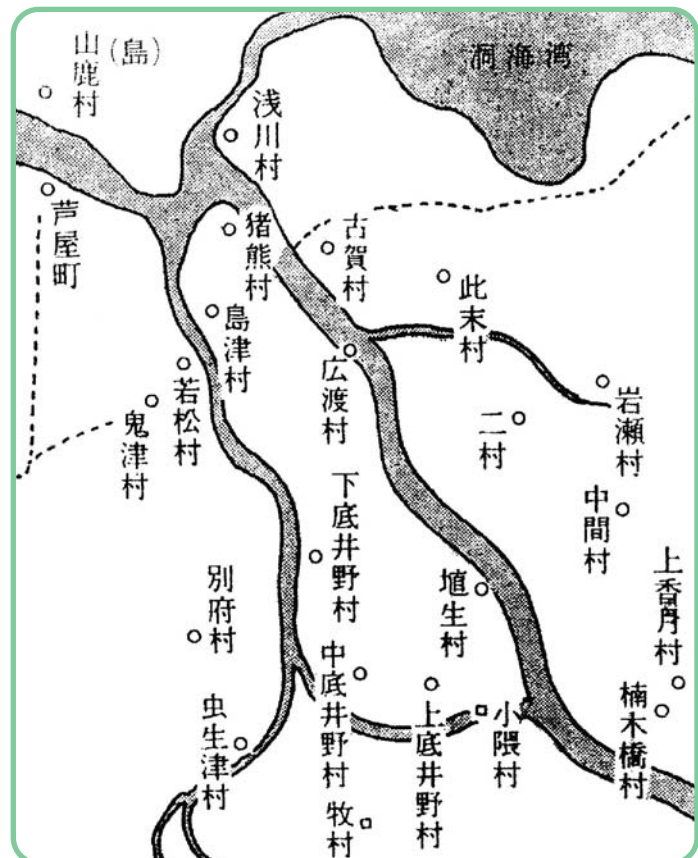 洞海湾
(島)
山鹿村
浅川村
芦屋町
猪熊村
古賀村
此末村
島津村
広渡村
若松村
鬼津村
岩瀬村
二村
中間村
下底井野村
別府村
埴生村
上香月村
中底井野村
上底井野村
小隈村
楠木橋村
虫生津村
牧村